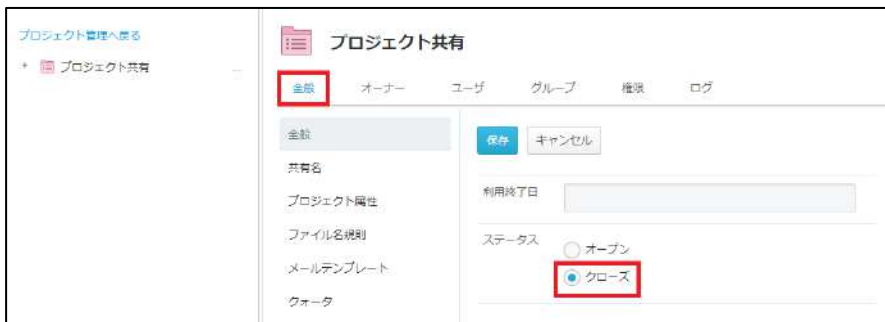 プロジェクト管理へ戻る
プロジェクト共有
プロジェクト共有
全般 オーナー ユーザ グループ 権限 ログ
全般
共有名
プロジェクト属性
ファイル名規則
メールテンプレート
クォータ
保存 キャンセル
利用終了日
ステータス
オープン
クローズ